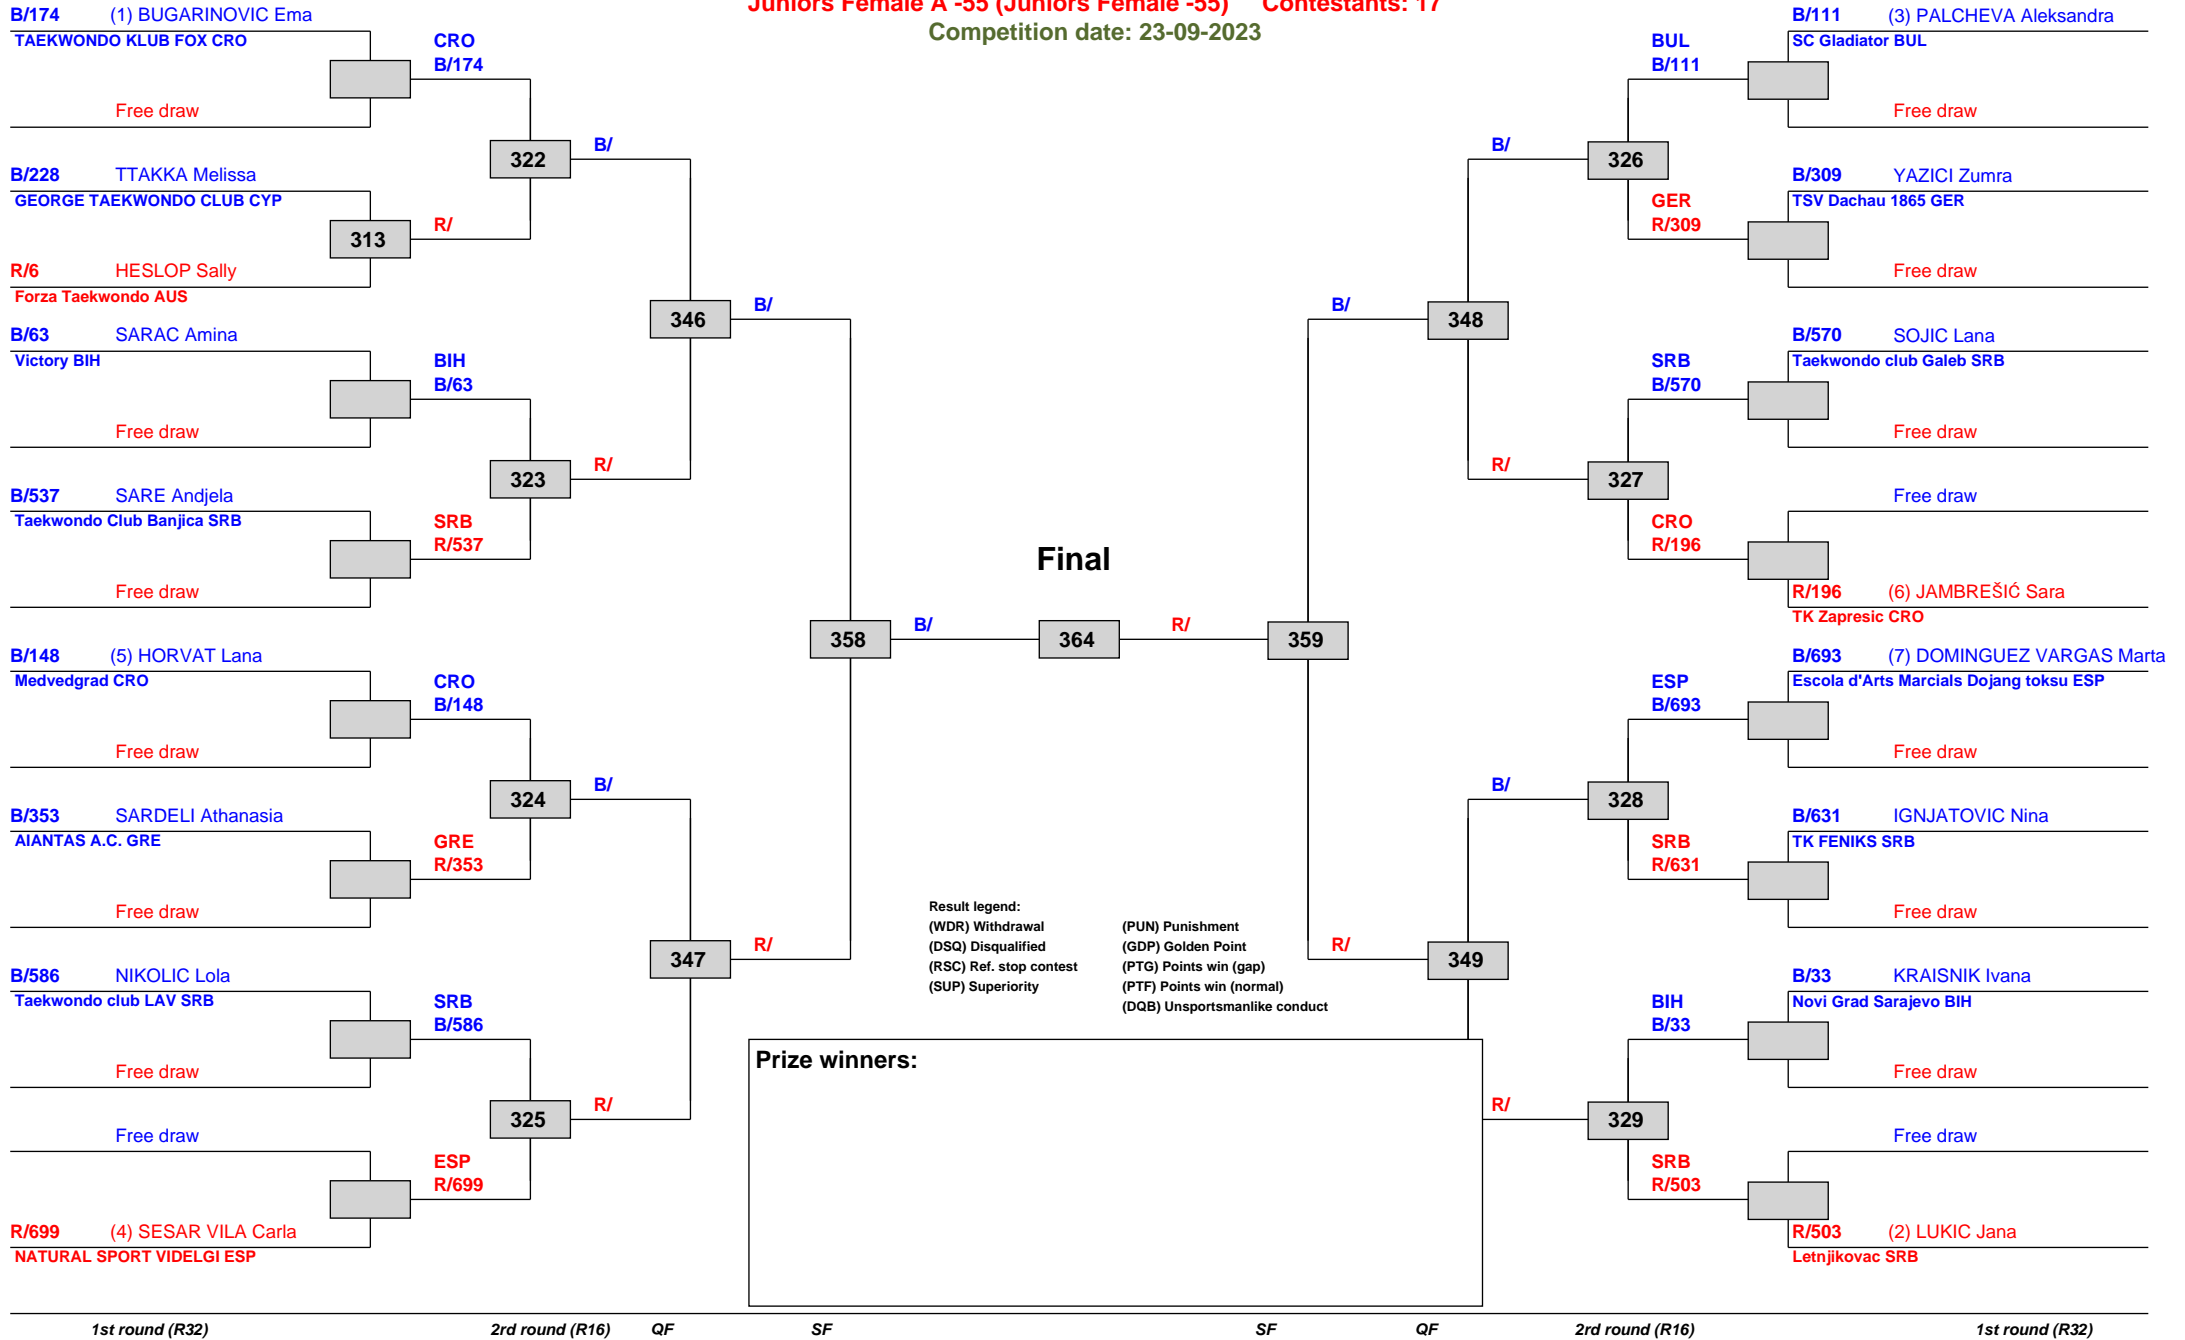 Juniors Female A -55 (Juniors Female -55) Contestants: 17
Competition date: 23-09-2023
B/174 (1) BUGARINOVIC Ema
TAEKWONDO KLUB FOX CRO
Free draw
CRO
B/174
B/228 TTAKKA Melissa
GEORGE TAEKWONDO CLUB CYP
313
R/
R/6 HESLOP Sally
Forza Taekwondo AUS
322
B/
B/63 SARAC Amina
Victory BIH
Free draw
BIH
B/63
B/537 SARE Andjela
Taekwondo Club Banjica SRB
Free draw
SRB
R/537
323
R/
346
B/
B/148 (5) HORVAT Lana
Medvedgrad CRO
Free draw
CRO
B/148
B/353 SARDELI Athanasia
AIANTAS A.C. GRE
Free draw
GRE
R/353
324
B/
B/586 NIKOLIC Lola
Taekwondo club LAV SRB
Free draw
SRB
B/586
Free draw
R/699 (4) SESAR VILA Carla
NATURAL SPORT VIDELGI ESP
ESP
R/699
325
R/
347
R/
358
B/
Final
364
R/
359
B/111 (3) PALCHEVA Aleksandra
SC Gladiator BUL
Free draw
BUL
B/111
B/309 YAZICI Zumra
TSV Dachau 1865 GER
Free draw
GER
R/309
326
B/
B/570 SOJIC Lana
Taekwondo club Galeb SRB
Free draw
SRB
B/570
Free draw
R/196 (6) JAMBREŠIĆ Sara
TK Zapresic CRO
CRO
R/196
327
R/
348
B/
B/693 (7) DOMINGUEZ VARGAS Marta
Escola d'Arts Marcials Dojang toksu ESP
Free draw
ESP
B/693
B/631 IGNJATOVIC Nina
TK FENIKS SRB
Free draw
SRB
R/631
328
B/
B/33 KRAISNIK Ivana
Novi Grad Sarajevo BIH
Free draw
BIH
B/33
Free draw
R/503 (2) LUKIC Jana
Letnjikovac SRB
SRB
R/503
329
R/
349
R/
Result legend:
(WDR) Withdrawal
(DSQ) Disqualified
(RSC) Ref. stop contest
(SUP) Superiority
(PUN) Punishment
(GDP) Golden Point
(PTG) Points win (gap)
(PTF) Points win (normal)
(DQB) Unsportsmanlike conduct
Prize winners:
1st round (R32) 2rd round (R16) QF SF SF QF 2rd round (R16) 1st round (R32)